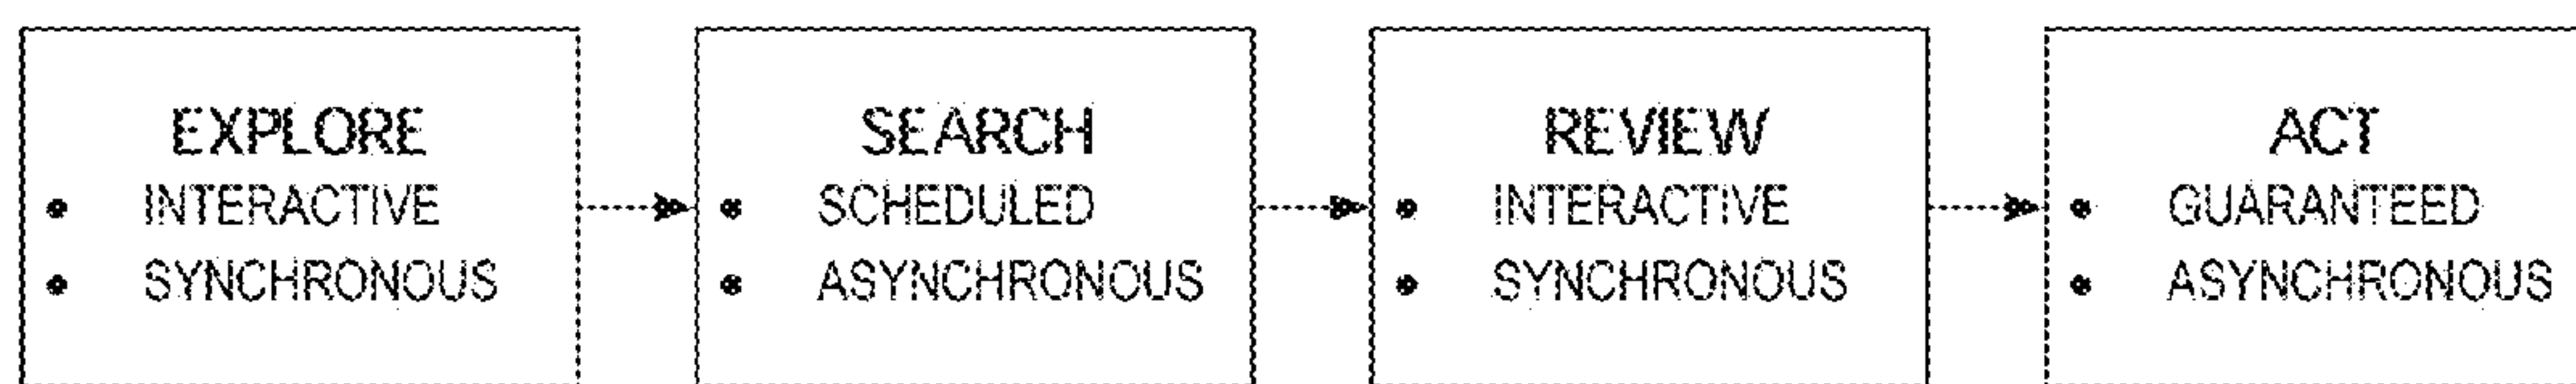 EXPLORE
• INTERACTIVE
• SYNCHRONOUS
SEARCH
• SCHEDULED
• ASYNCHRONOUS
REVIEW
• INTERACTIVE
• SYNCHRONOUS
ACT
• GUARANTEED
• ASYNCHRONOUS